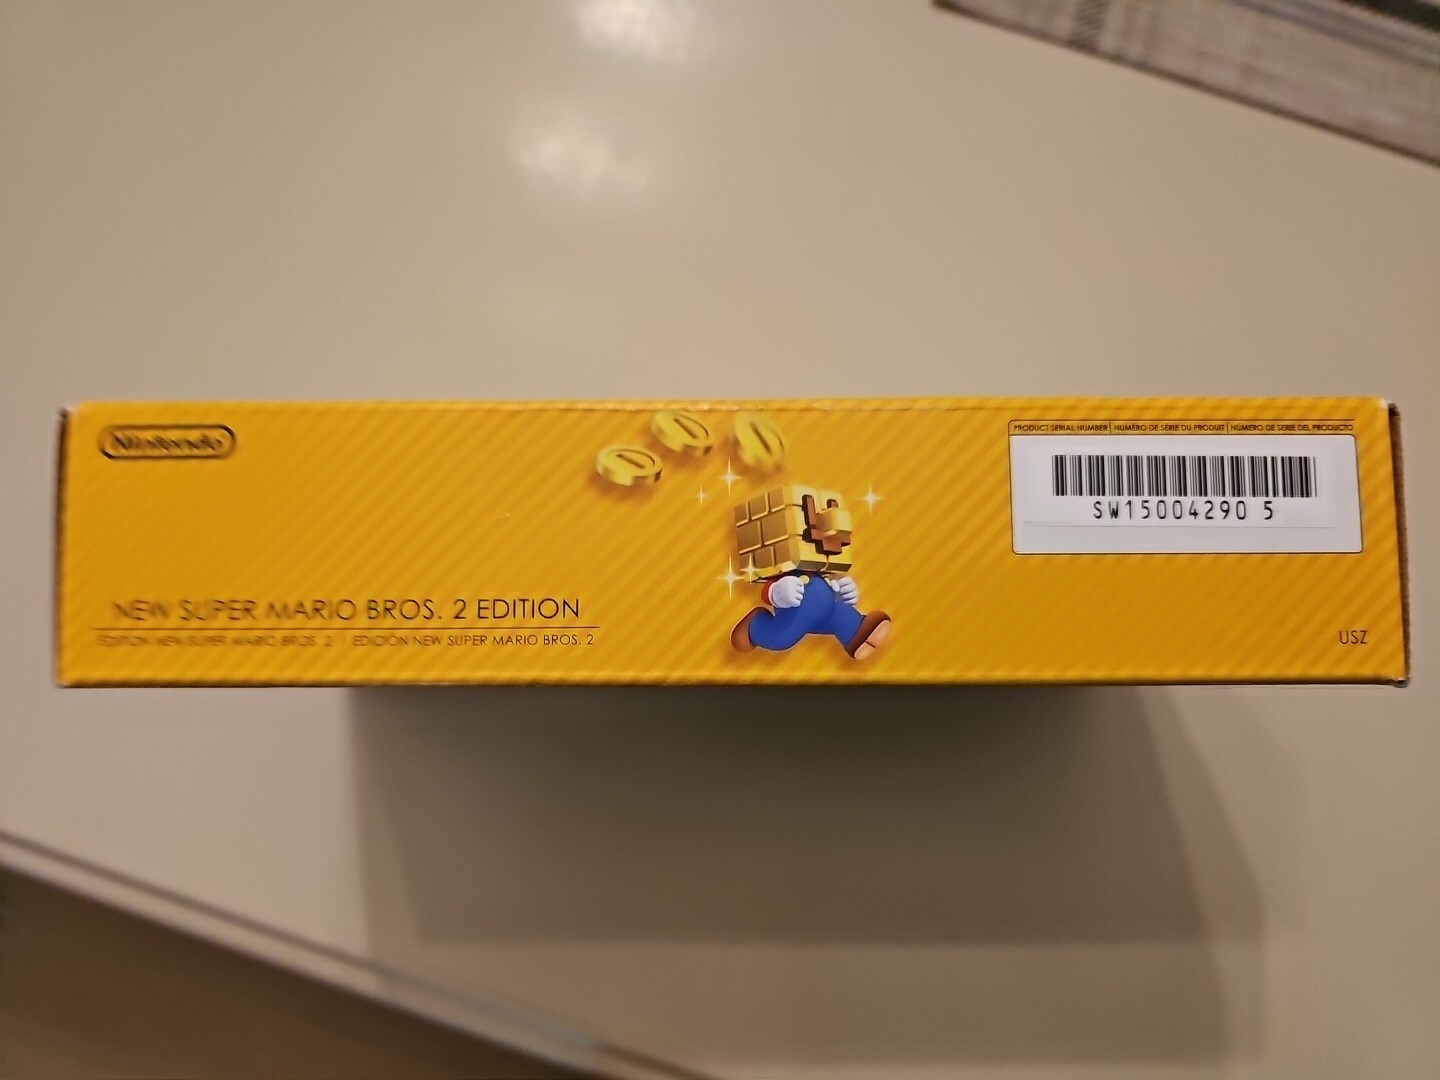 Nintendo
PRODUCT SERIAL NUMBER | NUMÉRO DE SÉRIE DU PRODUIT | NÚMERO DE SERIE DEL PRODUCTO
SW15004290 5
NEW SUPER MARIO BROS. 2 EDITION
ÉDITION NEW SUPER MARIO BROS. 2 | EDICIÓN NEW SUPER MARIO BROS. 2
USZ